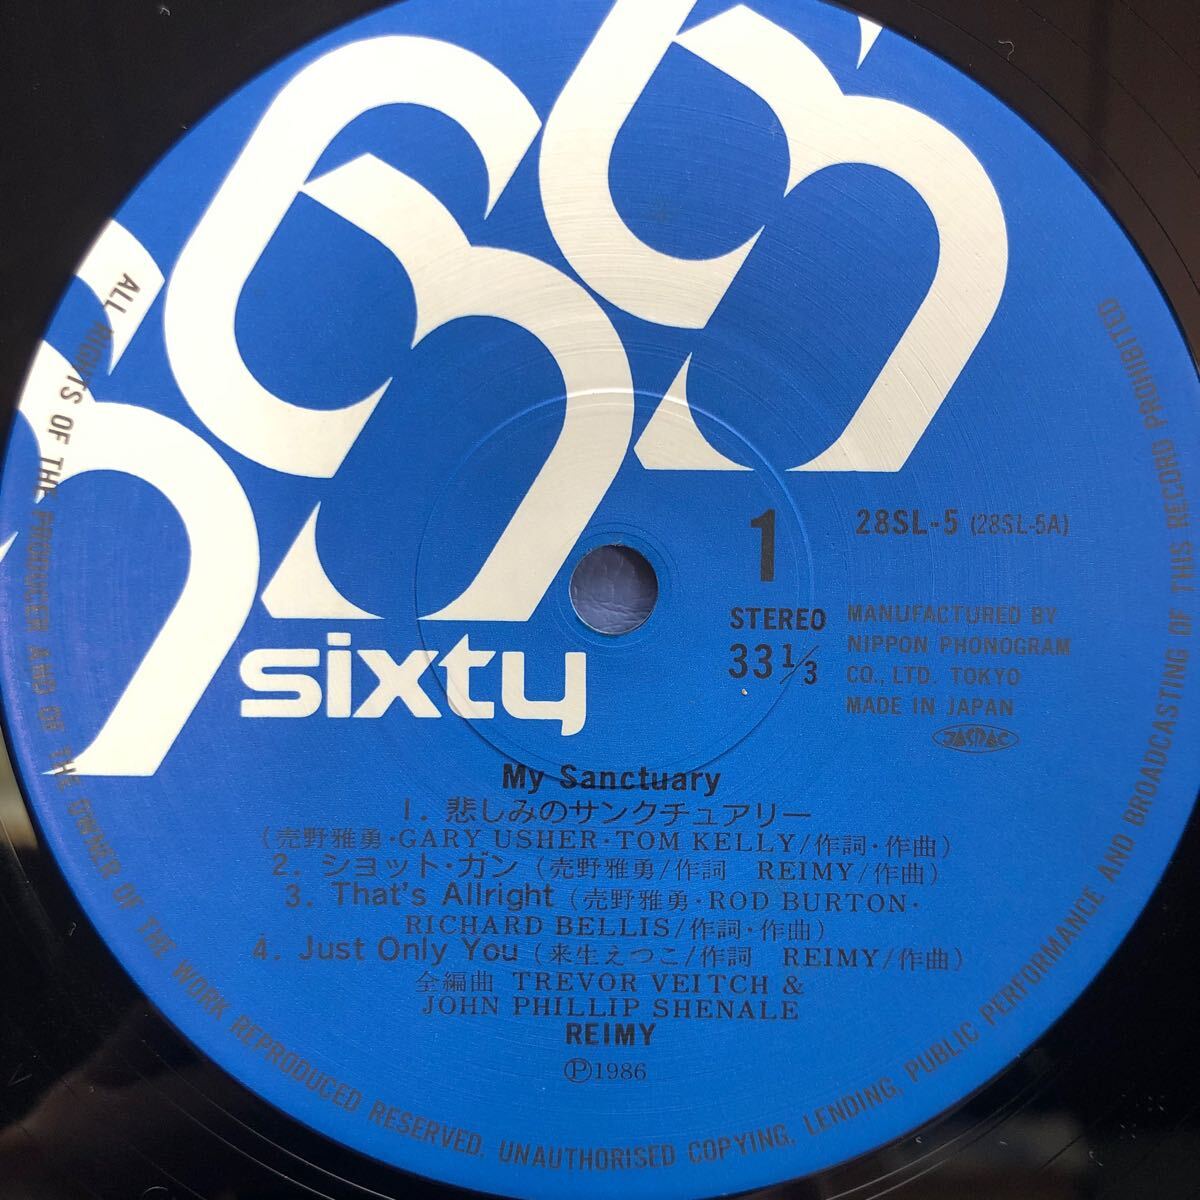 sixty
1
28SL-5 (28SL-5A)
STEREO
33 1/3
MANUFACTURED BY
NIPPON PHONOGRAM
CO., LTD. TOKYO
MADE IN JAPAN
JASRAC
My Sanctuary
1. 悲しみのサンクチュアリー
(売野雅勇・GARY USHER・TOM KELLY/作詞・作曲)
2. ショット・ガン (売野雅勇/作詞 REIMY/作曲)
3. That's Allright (売野雅勇・ROD BURTON・
RICHARD BELLIS/作詞・作曲)
4. Just Only You (来生えつこ/作詞 REIMY/作曲)
全編曲 TREVOR VEITCH &
JOHN PHILLIP SHENALE
REIMY
Ⓟ1986
ALL RIGHTS OF THE PRODUCER AND OF THE OWNER OF THE WORK REPRODUCED RESERVED. UNAUTHORISED COPYING, LENDING, PUBLIC PERFORMANCE AND BROADCASTING OF THIS RECORD PROHIBITED